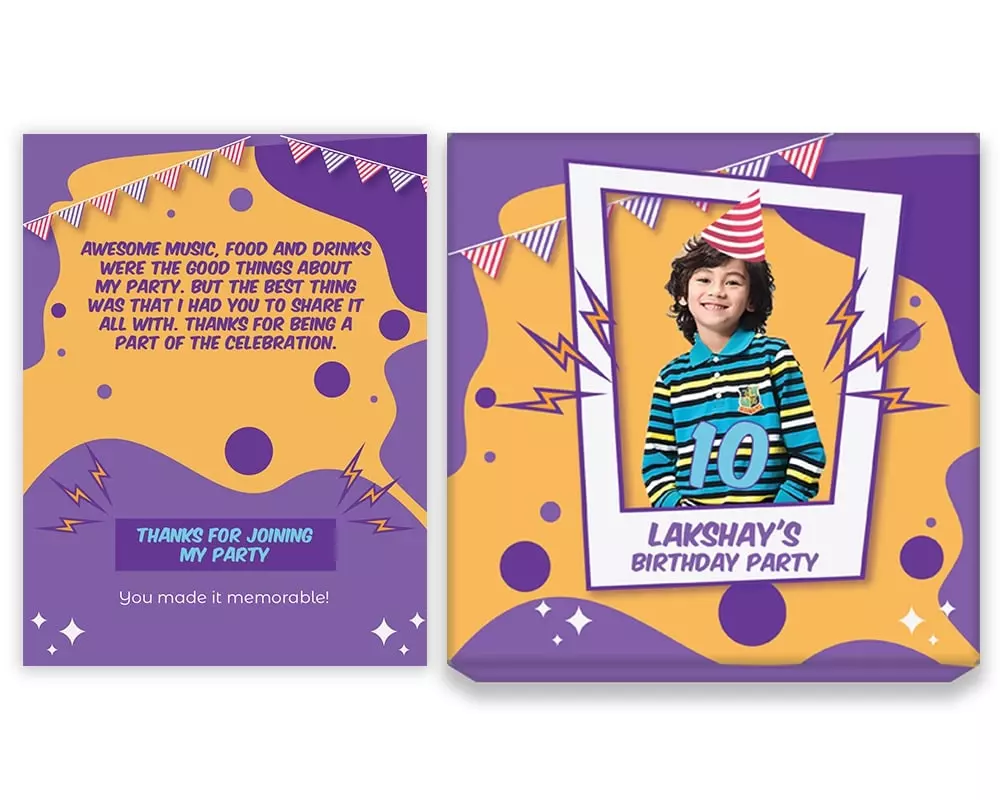 AWESOME MUSIC, FOOD AND DRINKS
WERE THE GOOD THINGS ABOUT
MY PARTY. BUT THE BEST THING
WAS THAT I HAD YOU TO SHARE IT
ALL WITH. THANKS FOR BEING A
PART OF THE CELEBRATION.
THANKS FOR JOINING
MY PARTY
You made it memorable!
10
LAKSHAY'S
BIRTHDAY PARTY